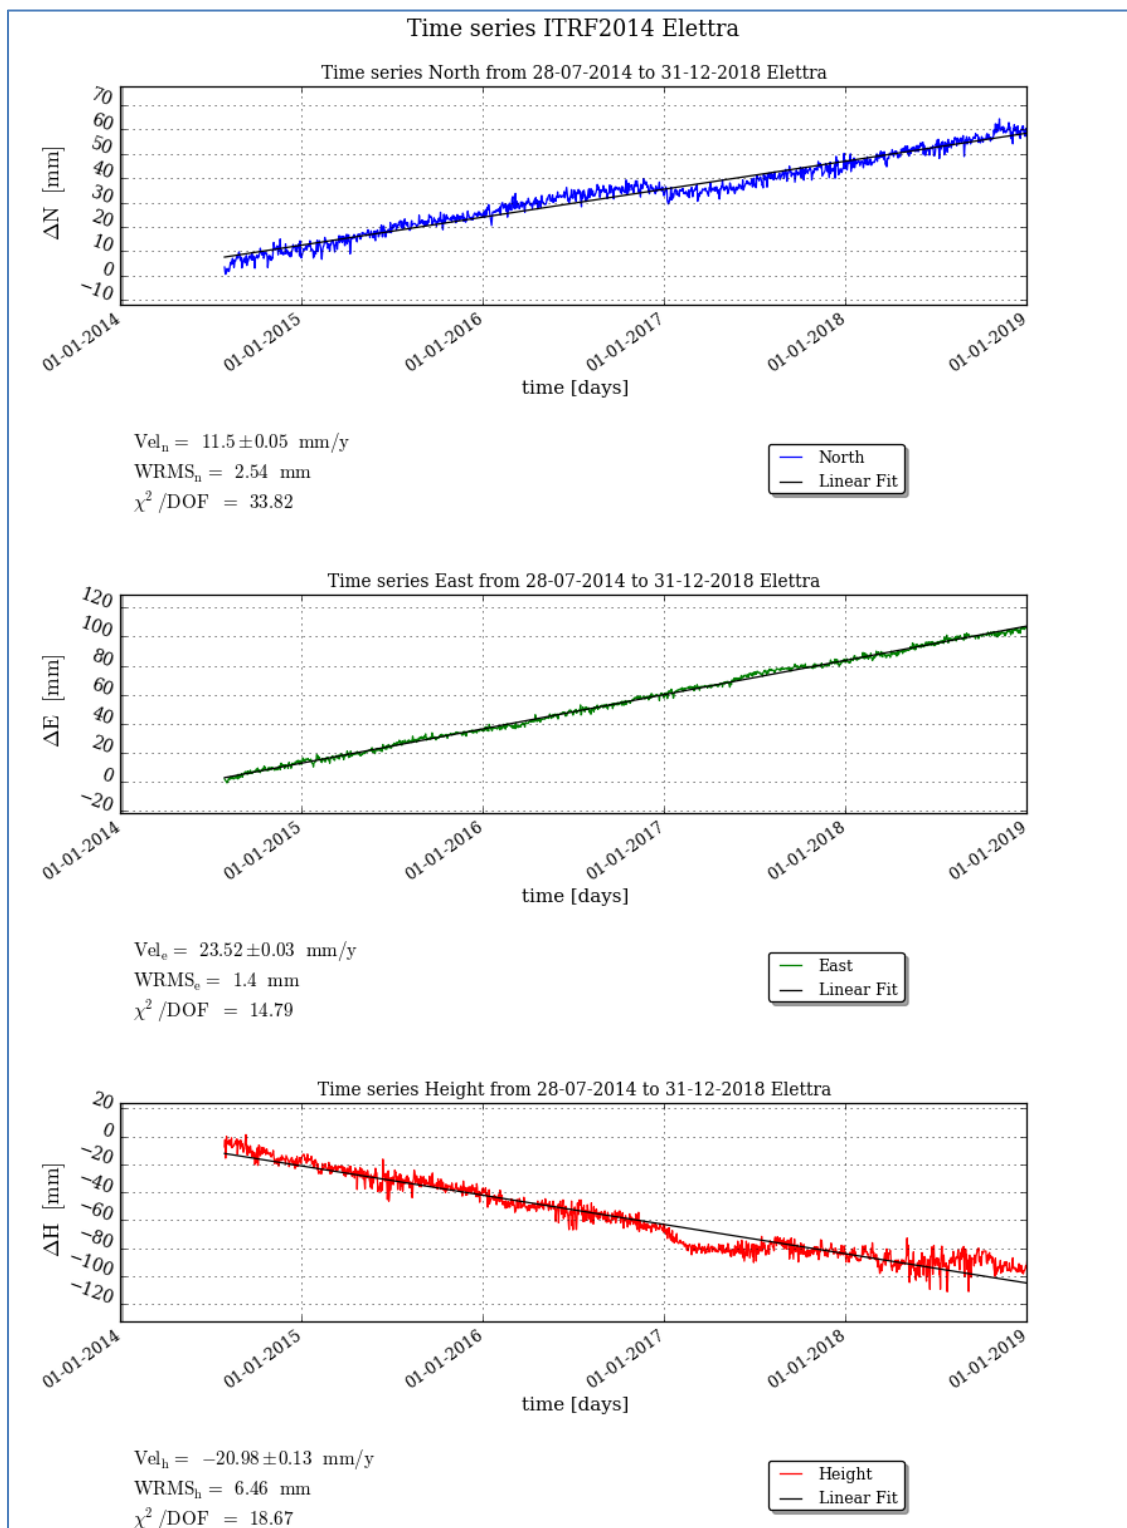 Time series ITRF2014 Elettra
Time series North from 28-07-2014 to 31-12-2018 Elettra
70
60
50
40
30
20
10
0
−10
ΔN [mm]
01-01-2014
01-01-2015
01-01-2016
01-01-2017
01-01-2018
01-01-2019
time [days]
Velₙ = 11.5±0.05 mm/y
WRMSₙ = 2.54 mm
χ² /DOF = 33.82
North
Linear Fit
Time series East from 28-07-2014 to 31-12-2018 Elettra
120
100
80
60
40
20
0
−20
ΔE [mm]
01-01-2014
01-01-2015
01-01-2016
01-01-2017
01-01-2018
01-01-2019
time [days]
Velₑ = 23.52±0.03 mm/y
WRMSₑ = 1.4 mm
χ² /DOF = 14.79
East
Linear Fit
Time series Height from 28-07-2014 to 31-12-2018 Elettra
20
0
−20
−40
−60
−80
−100
−120
ΔH [mm]
01-01-2014
01-01-2015
01-01-2016
01-01-2017
01-01-2018
01-01-2019
time [days]
Velₕ = −20.98±0.13 mm/y
WRMSₕ = 6.46 mm
χ² /DOF = 18.67
Height
Linear Fit